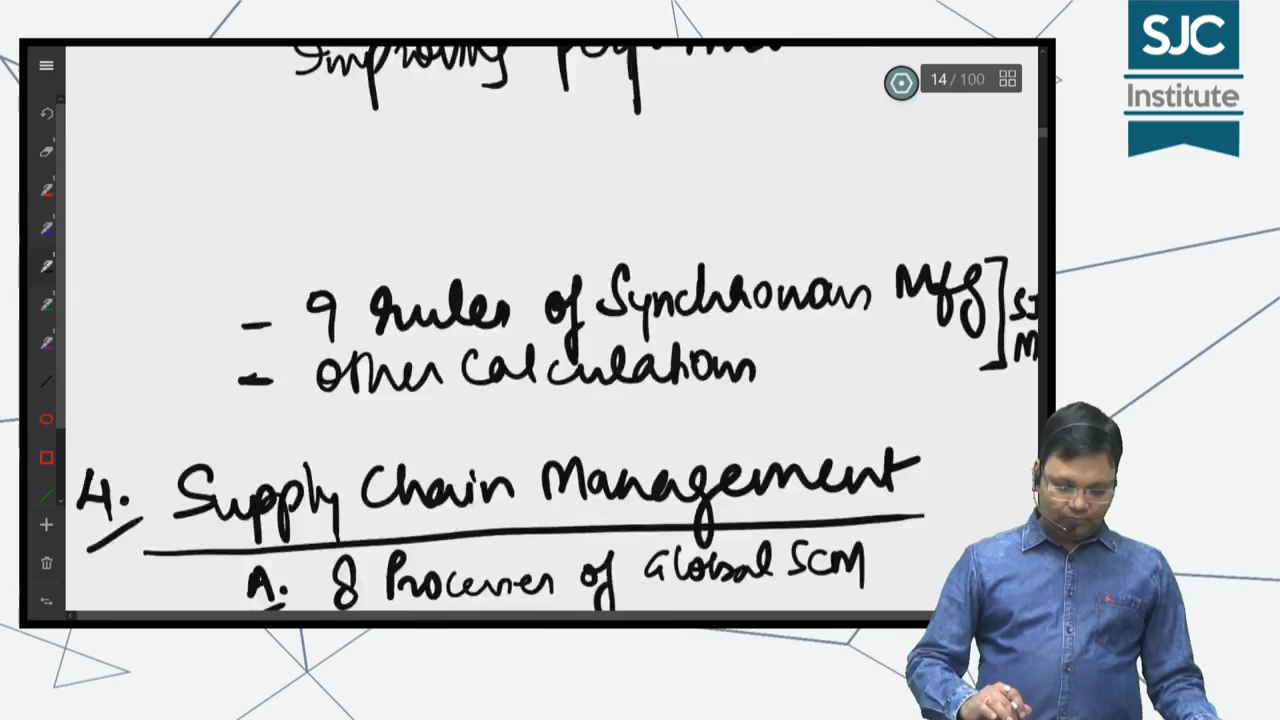 SJC
Institute
14 / 100
Improving
- 9 rules of Synchronous Mfg
- Other Calculations
4. Supply Chain Management
A. 8 Processes of Global SCM